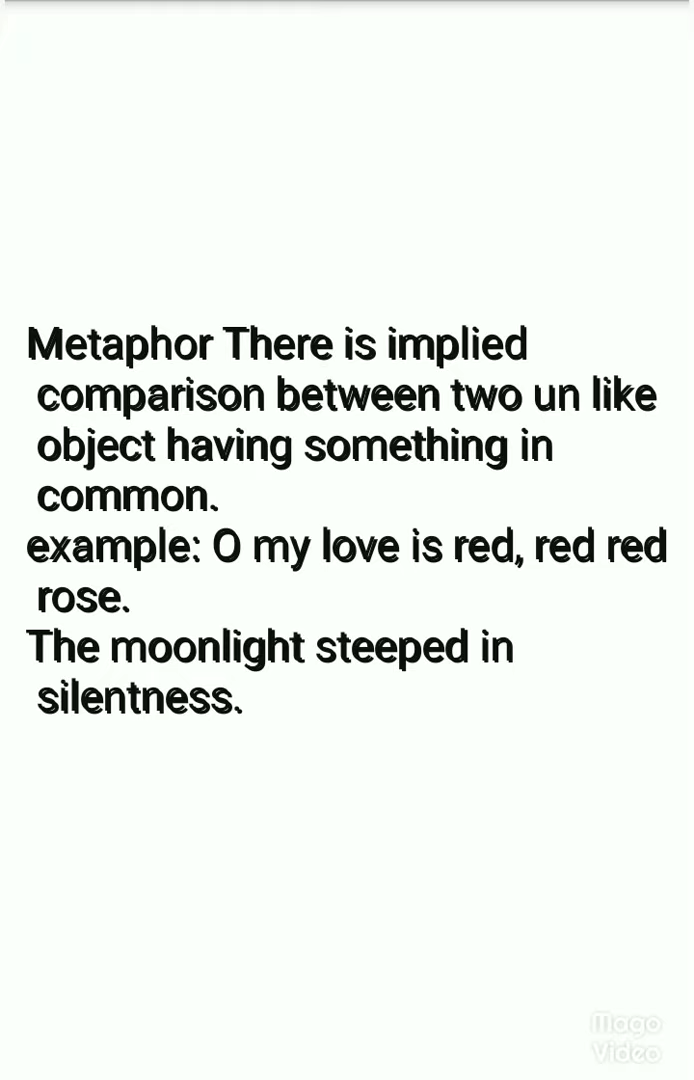 Metaphor There is implied
comparison between two un like
object having something in
common.
example: O my love is red, red red
rose.
The moonlight steeped in
silentness.
Mago
Video